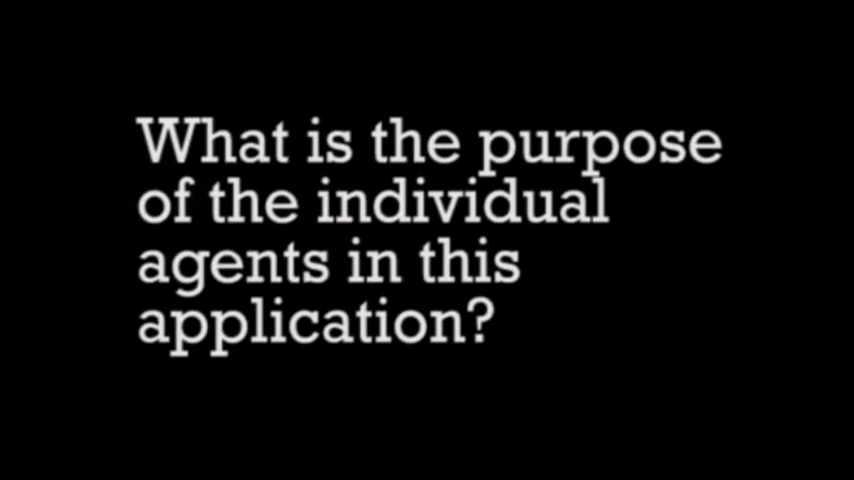 What is the purpose
of the individual
agents in this
application?